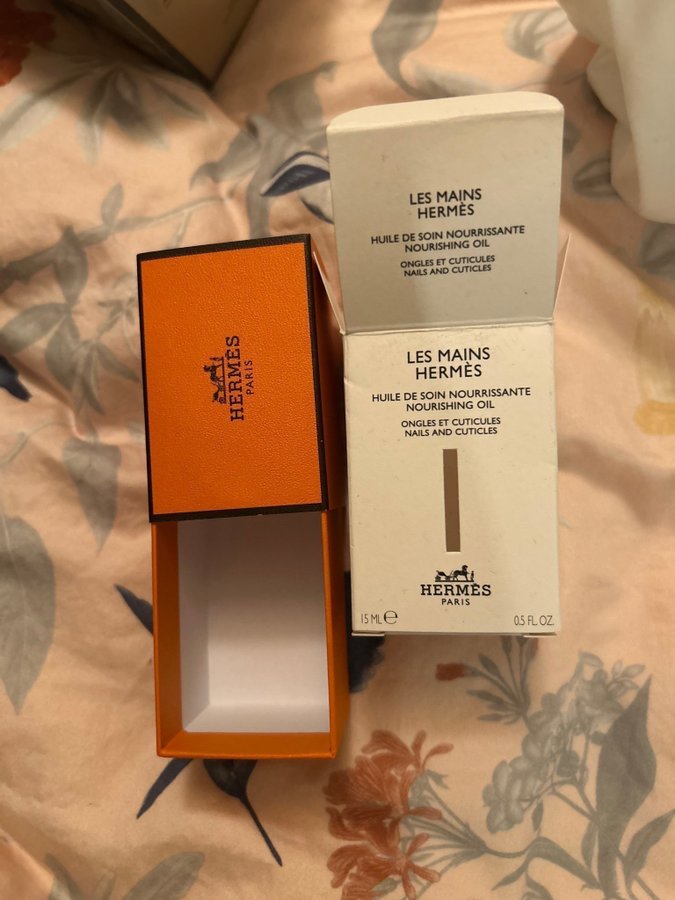 HERMÈS
PARIS
LES MAINS
HERMÈS
HUILE DE SOIN NOURRISSANTE
NOURISHING OIL
ONGLES ET CUTICULES
NAILS AND CUTICLES
LES MAINS
HERMÈS
HUILE DE SOIN NOURRISSANTE
NOURISHING OIL
ONGLES ET CUTICULES
NAILS AND CUTICLES
HERMÈS
PARIS
15 ML ℮
0.5 FL. OZ.